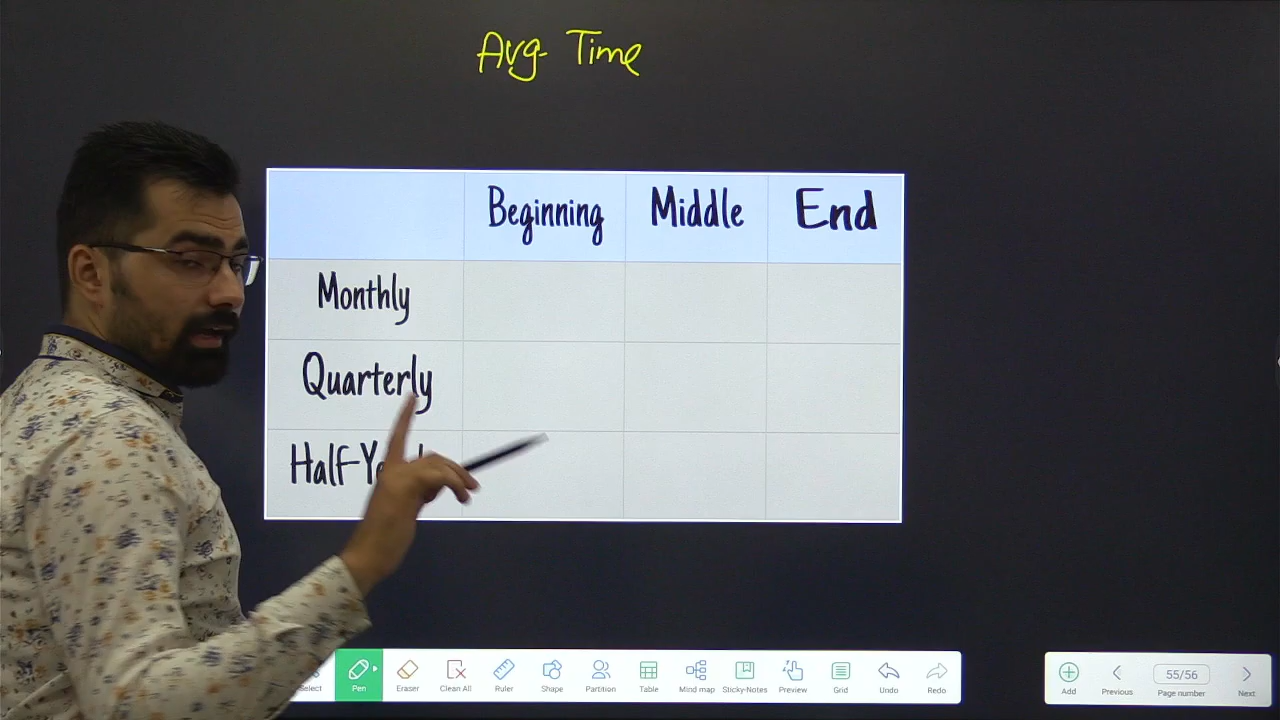 Avg. Time
Beginning Middle End
Monthly
Quarterly
Half-
Select Pen Eraser Clean All Ruler Shape Partition Table Mind map Sticky-Notes Preview Grid Undo Redo
55/56
Add Previous Page number Next